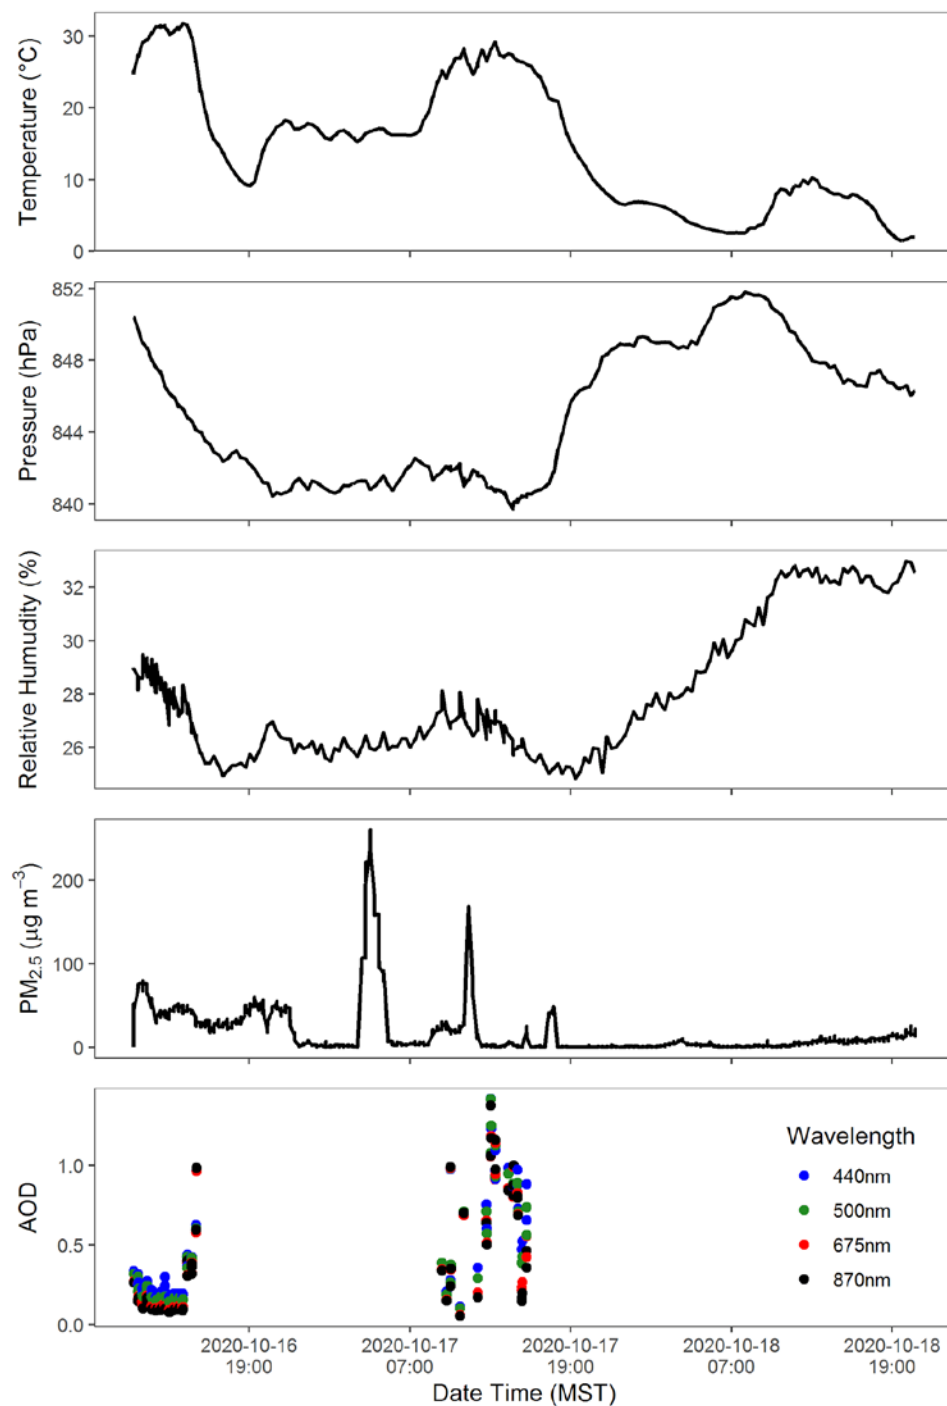 Temperature (°C)
30
20
10
0
Pressure (hPa)
852
848
844
840
Relative Humudity (%)
32
30
28
26
PM2.5 (μg m−3)
200
100
0
AOD
1.0
0.5
0.0
Wavelength
440nm
500nm
675nm
870nm
2020-10-16 2020-10-17 2020-10-17 2020-10-18 2020-10-18
19:00 07:00 19:00 07:00 19:00
Date Time (MST)